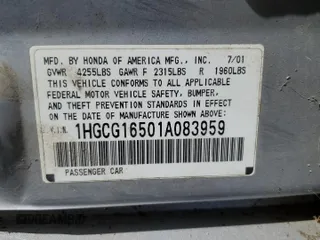 MFD. BY HONDA OF AMERICA MFG., INC. 7/01
GVWR 4255LBS GAWR F 2315LBS R 1960LBS
THIS VEHICLE CONFORMS TO ALL APPLICABLE
FEDERAL MOTOR VEHICLE SAFETY, BUMPER,
AND THEFT PREVENTION STANDARDS IN EFFECT
ON THE DATE OF MANUFACTURE SHOWN ABOVE:
V.I.N. 1HGCG16501A083959
PASSENGER CAR